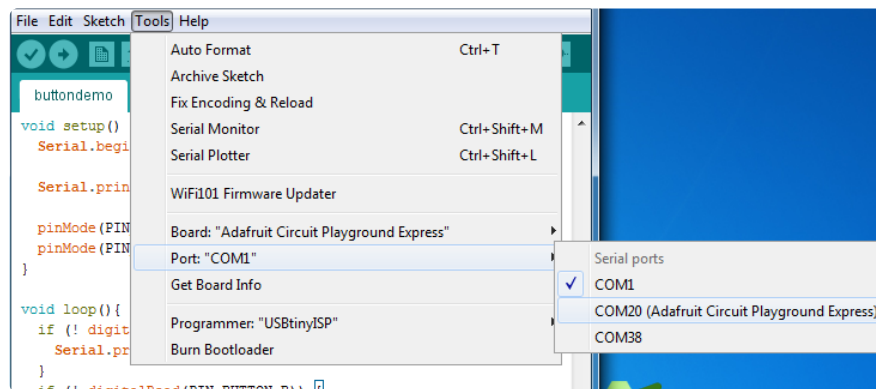 File Edit Sketch Tools Help
Auto Format Ctrl+T
Archive Sketch
Fix Encoding & Reload
Serial Monitor Ctrl+Shift+M
Serial Plotter Ctrl+Shift+L
WiFi101 Firmware Updater
Board: "Adafruit Circuit Playground Express"
Port: "COM1"
Get Board Info
Programmer: "USBtinyISP"
Burn Bootloader
Serial ports
COM1
COM20 (Adafruit Circuit Playground Express)
COM38
buttondemo
void setup()
Serial.begi
Serial.prin
pinMode(PIN
pinMode(PIN
}
void loop(){
if (! digit
Serial.pr
}
if (! digitalRead(PIN_BUTTON_B)) {